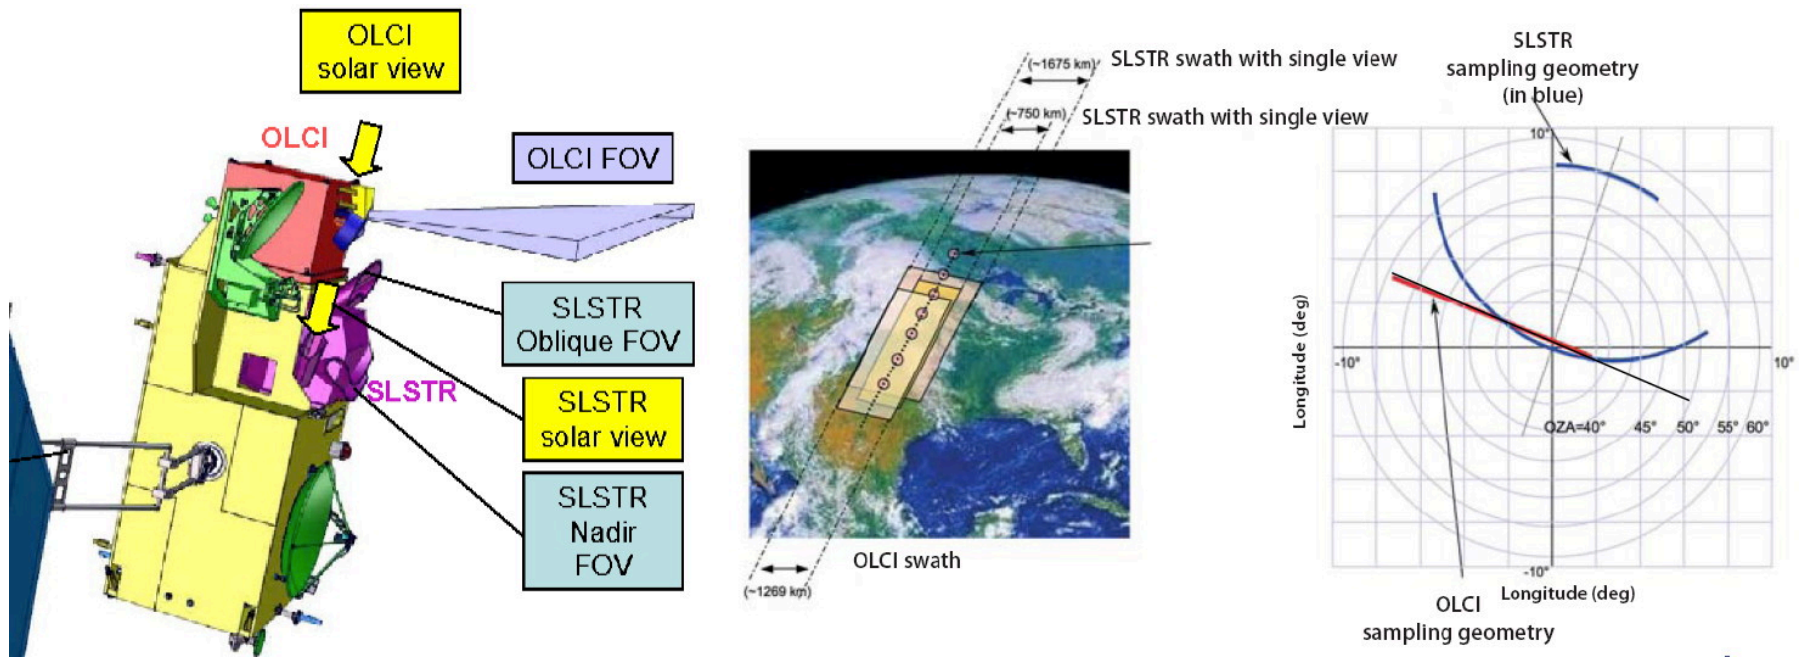 OLCI
solar view
OLCI
OLCI FOV
SLSTR
Oblique FOV
SLSTR
SLSTR
solar view
SLSTR
Nadir
FOV
(~1675 km)
SLSTR swath with single view
(~750 km)
SLSTR swath with single view
OLCI swath
(~1269 km)
SLSTR
sampling geometry
(in blue)
10°
Longitude (deg)
-10°
10°
OZA=40° 45° 50° 55° 60°
-10°
Longitude (deg)
OLCI
sampling geometry